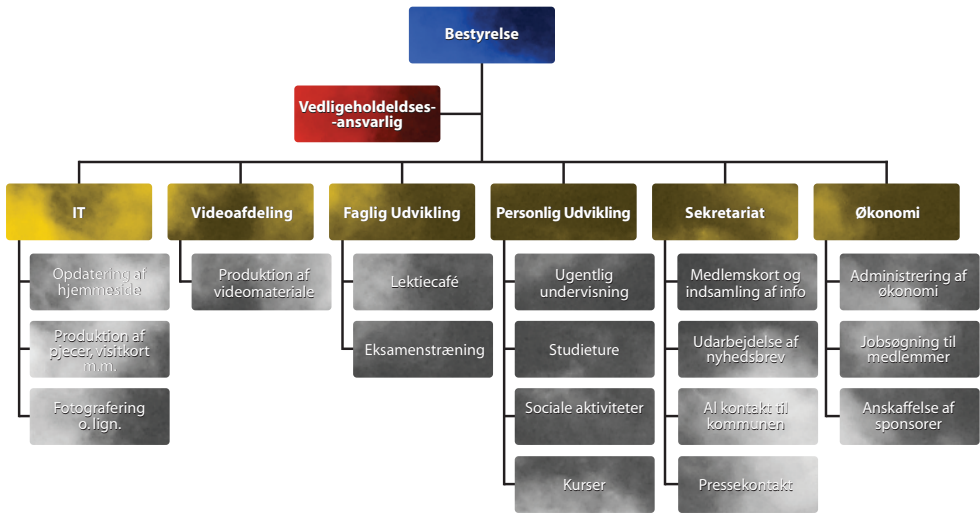 Bestyrelse
Vedligeholdeldses-
-ansvarlig
IT
Videoafdeling
Faglig Udvikling
Personlig Udvikling
Sekretariat
Økonomi
Opdatering af
hjemmeside
Produktion af
pjecer, visitkort
m.m.
Fotografering
o. lign.
Produktion af
videomateriale
Lektiecafé
Eksamenstræning
Ugentlig
undervisning
Studieture
Sociale aktiviteter
Kurser
Medlemskort og
indsamling af info
Udarbejdelse af
nyhedsbrev
Al kontakt til
kommunen
Pressekontakt
Administrering af
økonomi
Jobsøgning til
medlemmer
Anskaffelse af
sponsorer